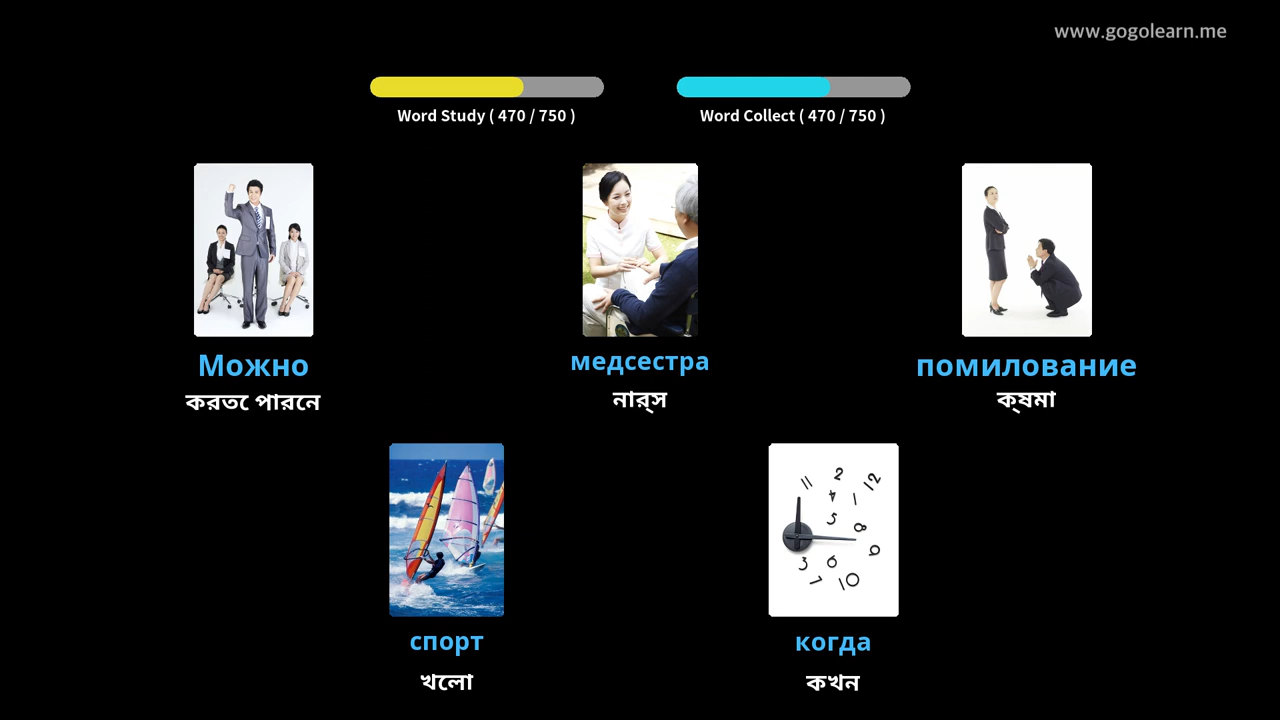 www.gogolearn.me
Word Study ( 470 / 750 )
Word Collect ( 470 / 750 )
Можно
করতে পারেন
медсестра
নার্স
помилование
ক্ষমা
спорт
খেলো
когда
কখন